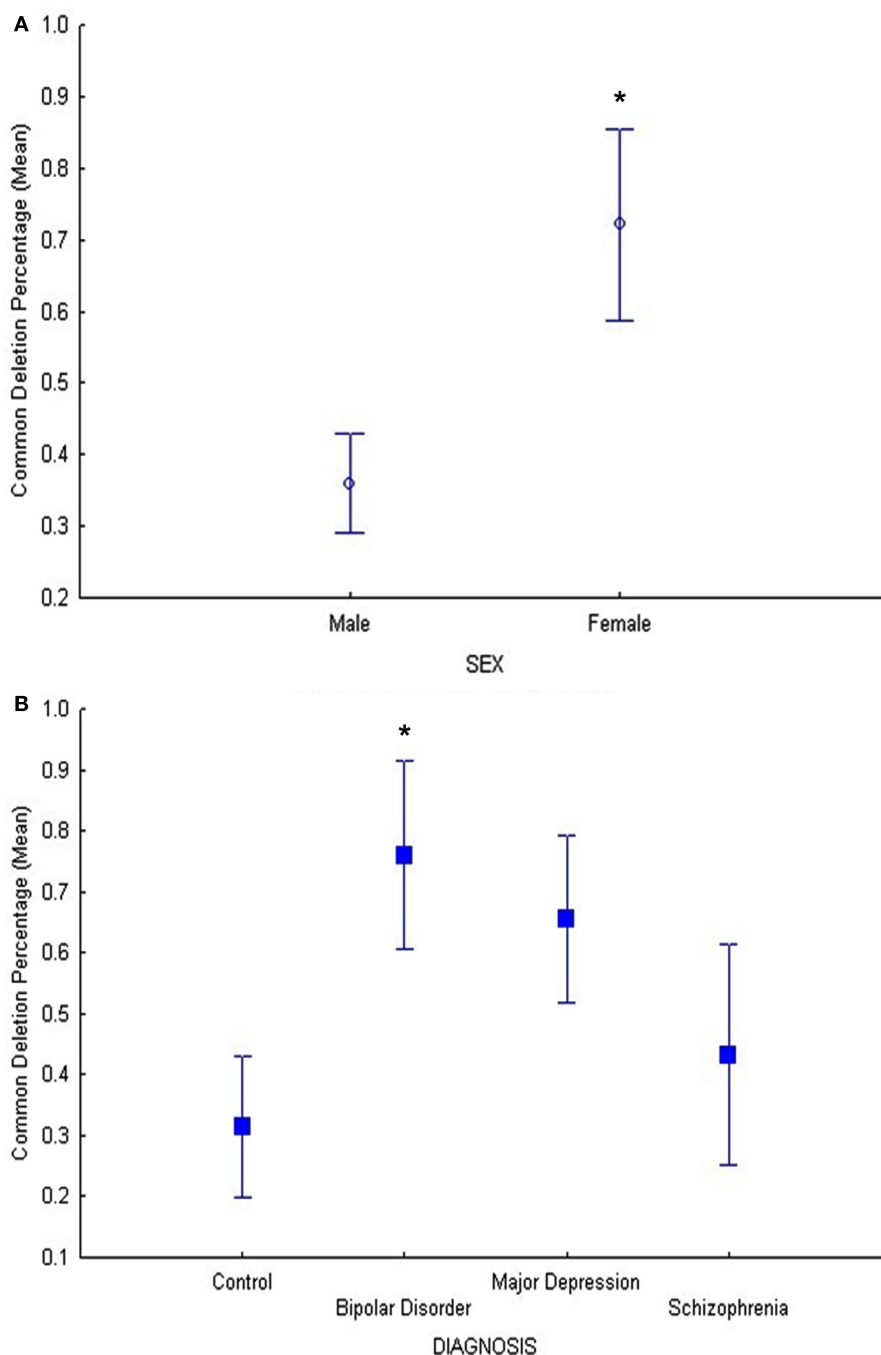 A
Common Deletion Percentage (Mean)
1.0
0.9
0.8
0.7
0.6
0.5
0.4
0.3
0.2
*
Male Female
SEX
B
Common Deletion Percentage (Mean)
1.0
0.9
0.8
0.7
0.6
0.5
0.4
0.3
0.2
0.1
*
Control Major Depression
Bipolar Disorder Schizophrenia
DIAGNOSIS